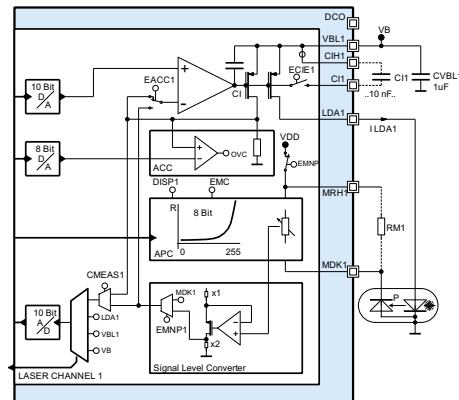 DCO
VBL1
VB
CIH1
10 Bit
D
A
EACC1
+
−
CI
ECIE1
CI1
CI1
..10 nF..
CVBL1
1uF
LDA1
I LDA1
8 Bit
D
A
+
−
OVC
ACC
VDD
EMNP
DISP1
EMC
MRH1
R
8 Bit
0
255
APC
RM1
MDK1
CMEAS1
MDK1
x1
EMNP1
−
+
x2
10 Bit
A
D
LDA1
VBL1
VB
P
Signal Level Converter
LASER CHANNEL 1